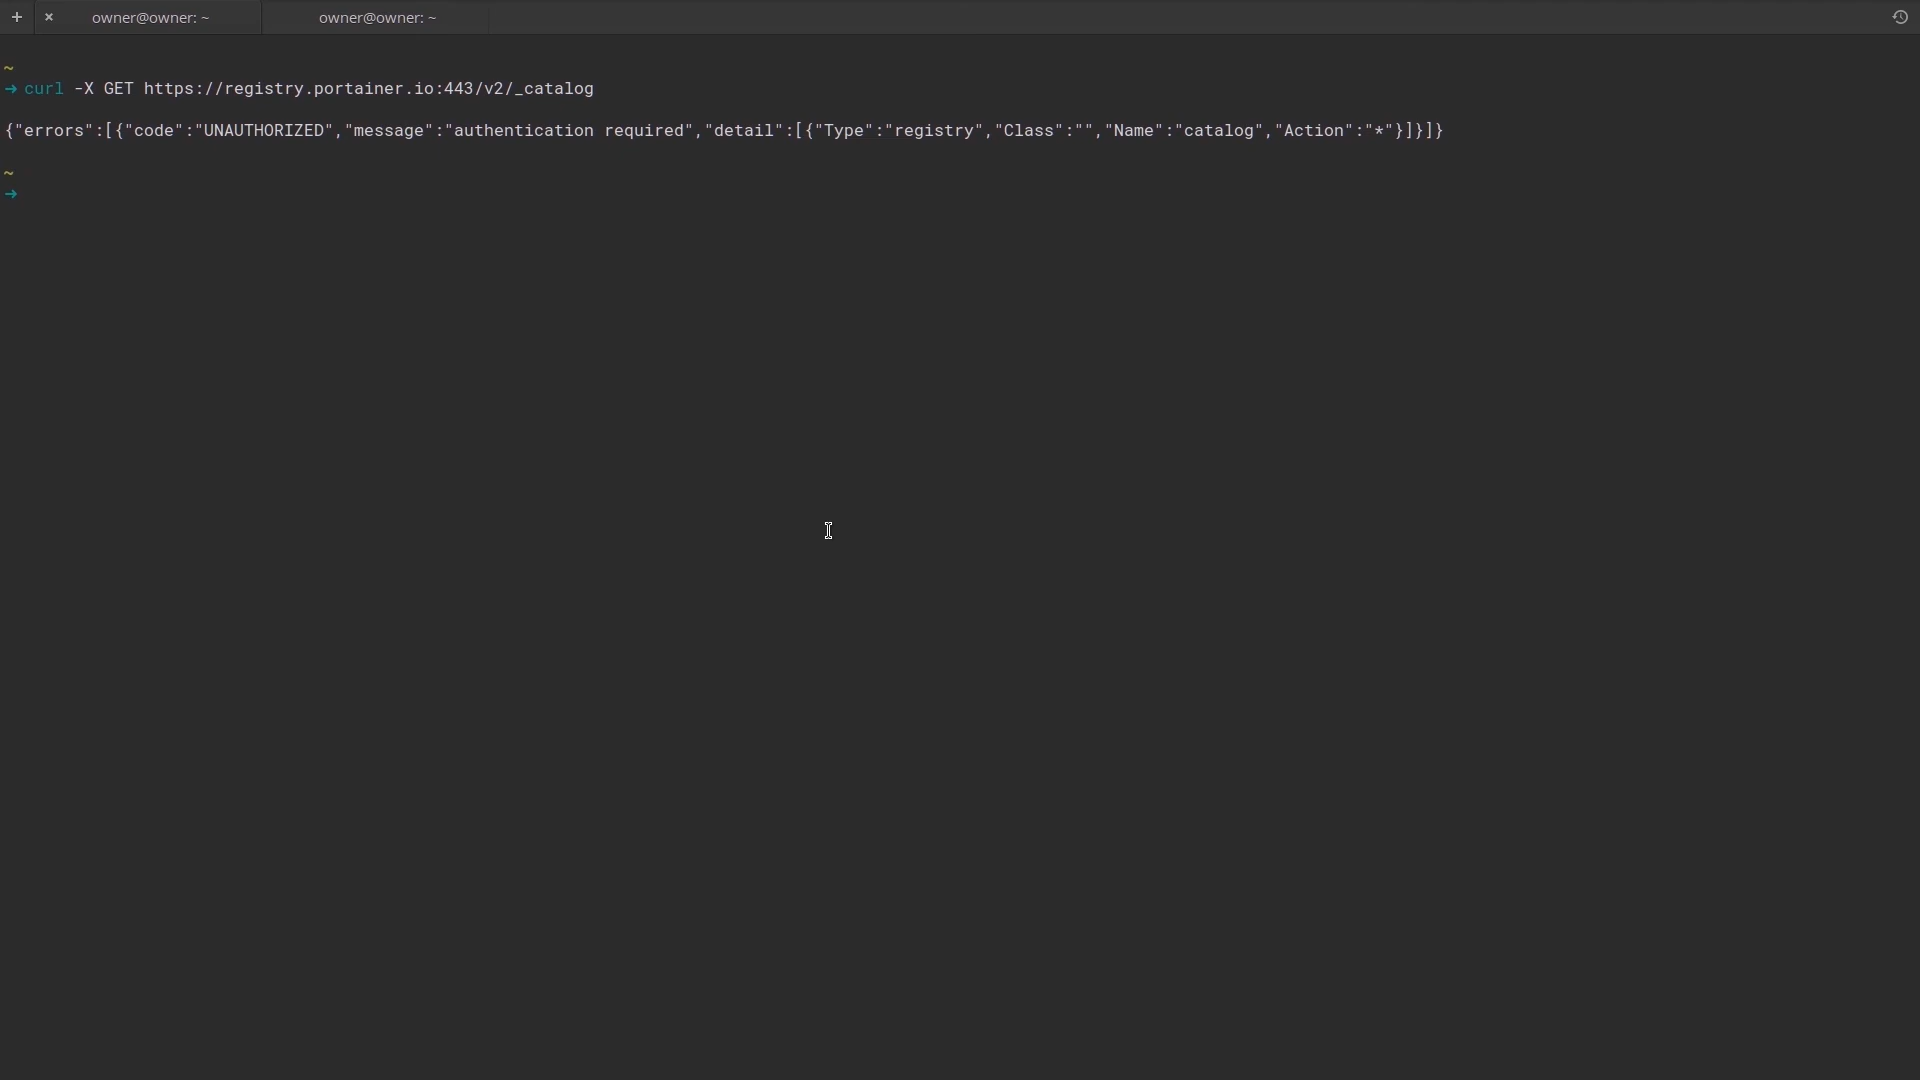 + × owner@owner: ~ owner@owner: ~
~
→ curl -X GET https://registry.portainer.io:443/v2/_catalog
{"errors":[{"code":"UNAUTHORIZED","message":"authentication required","detail":[{"Type":"registry","Class":"","Name":"catalog","Action":"*"}]}]}
~
→